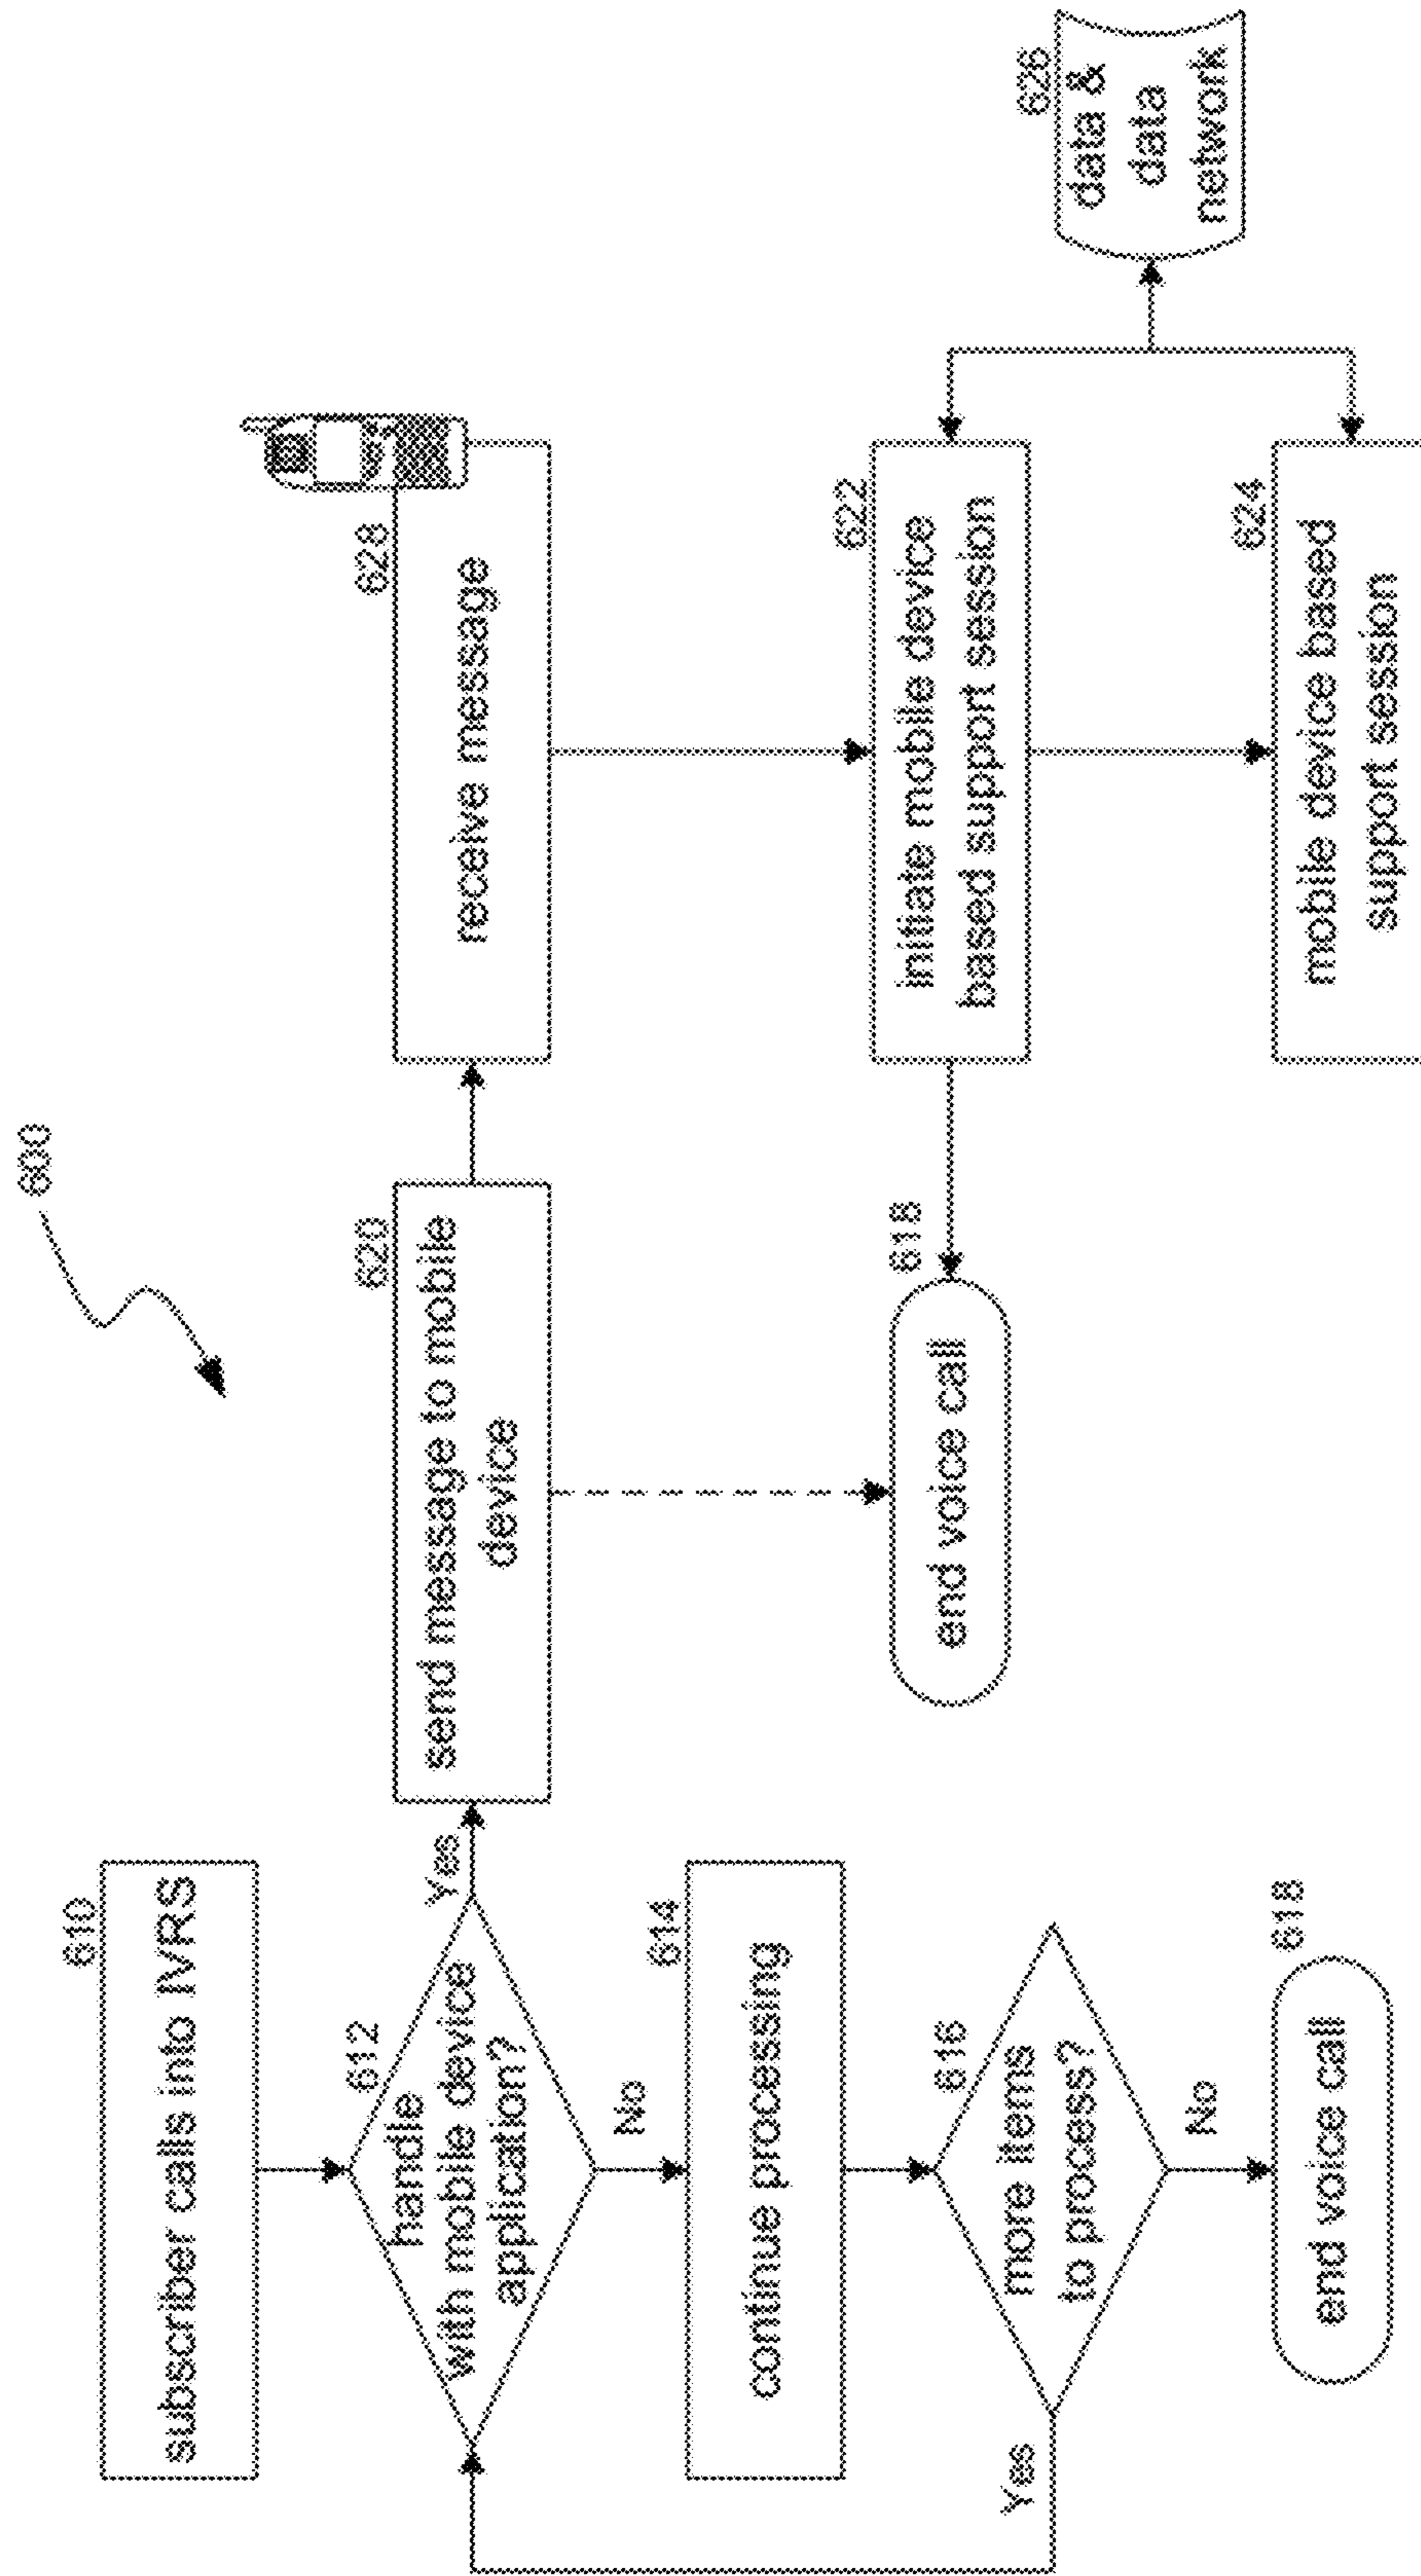 600
610
subscriber calls into IVRS
612
handle
with mobile device
application?
Yes
No
614
continue processing
616
more items
to process?
Yes
No
618
end voice call
620
send message to mobile
device
618
end voice call
628
receive message
622
initiate mobile device
based support session
624
mobile device based
support session
626
data &
data
network